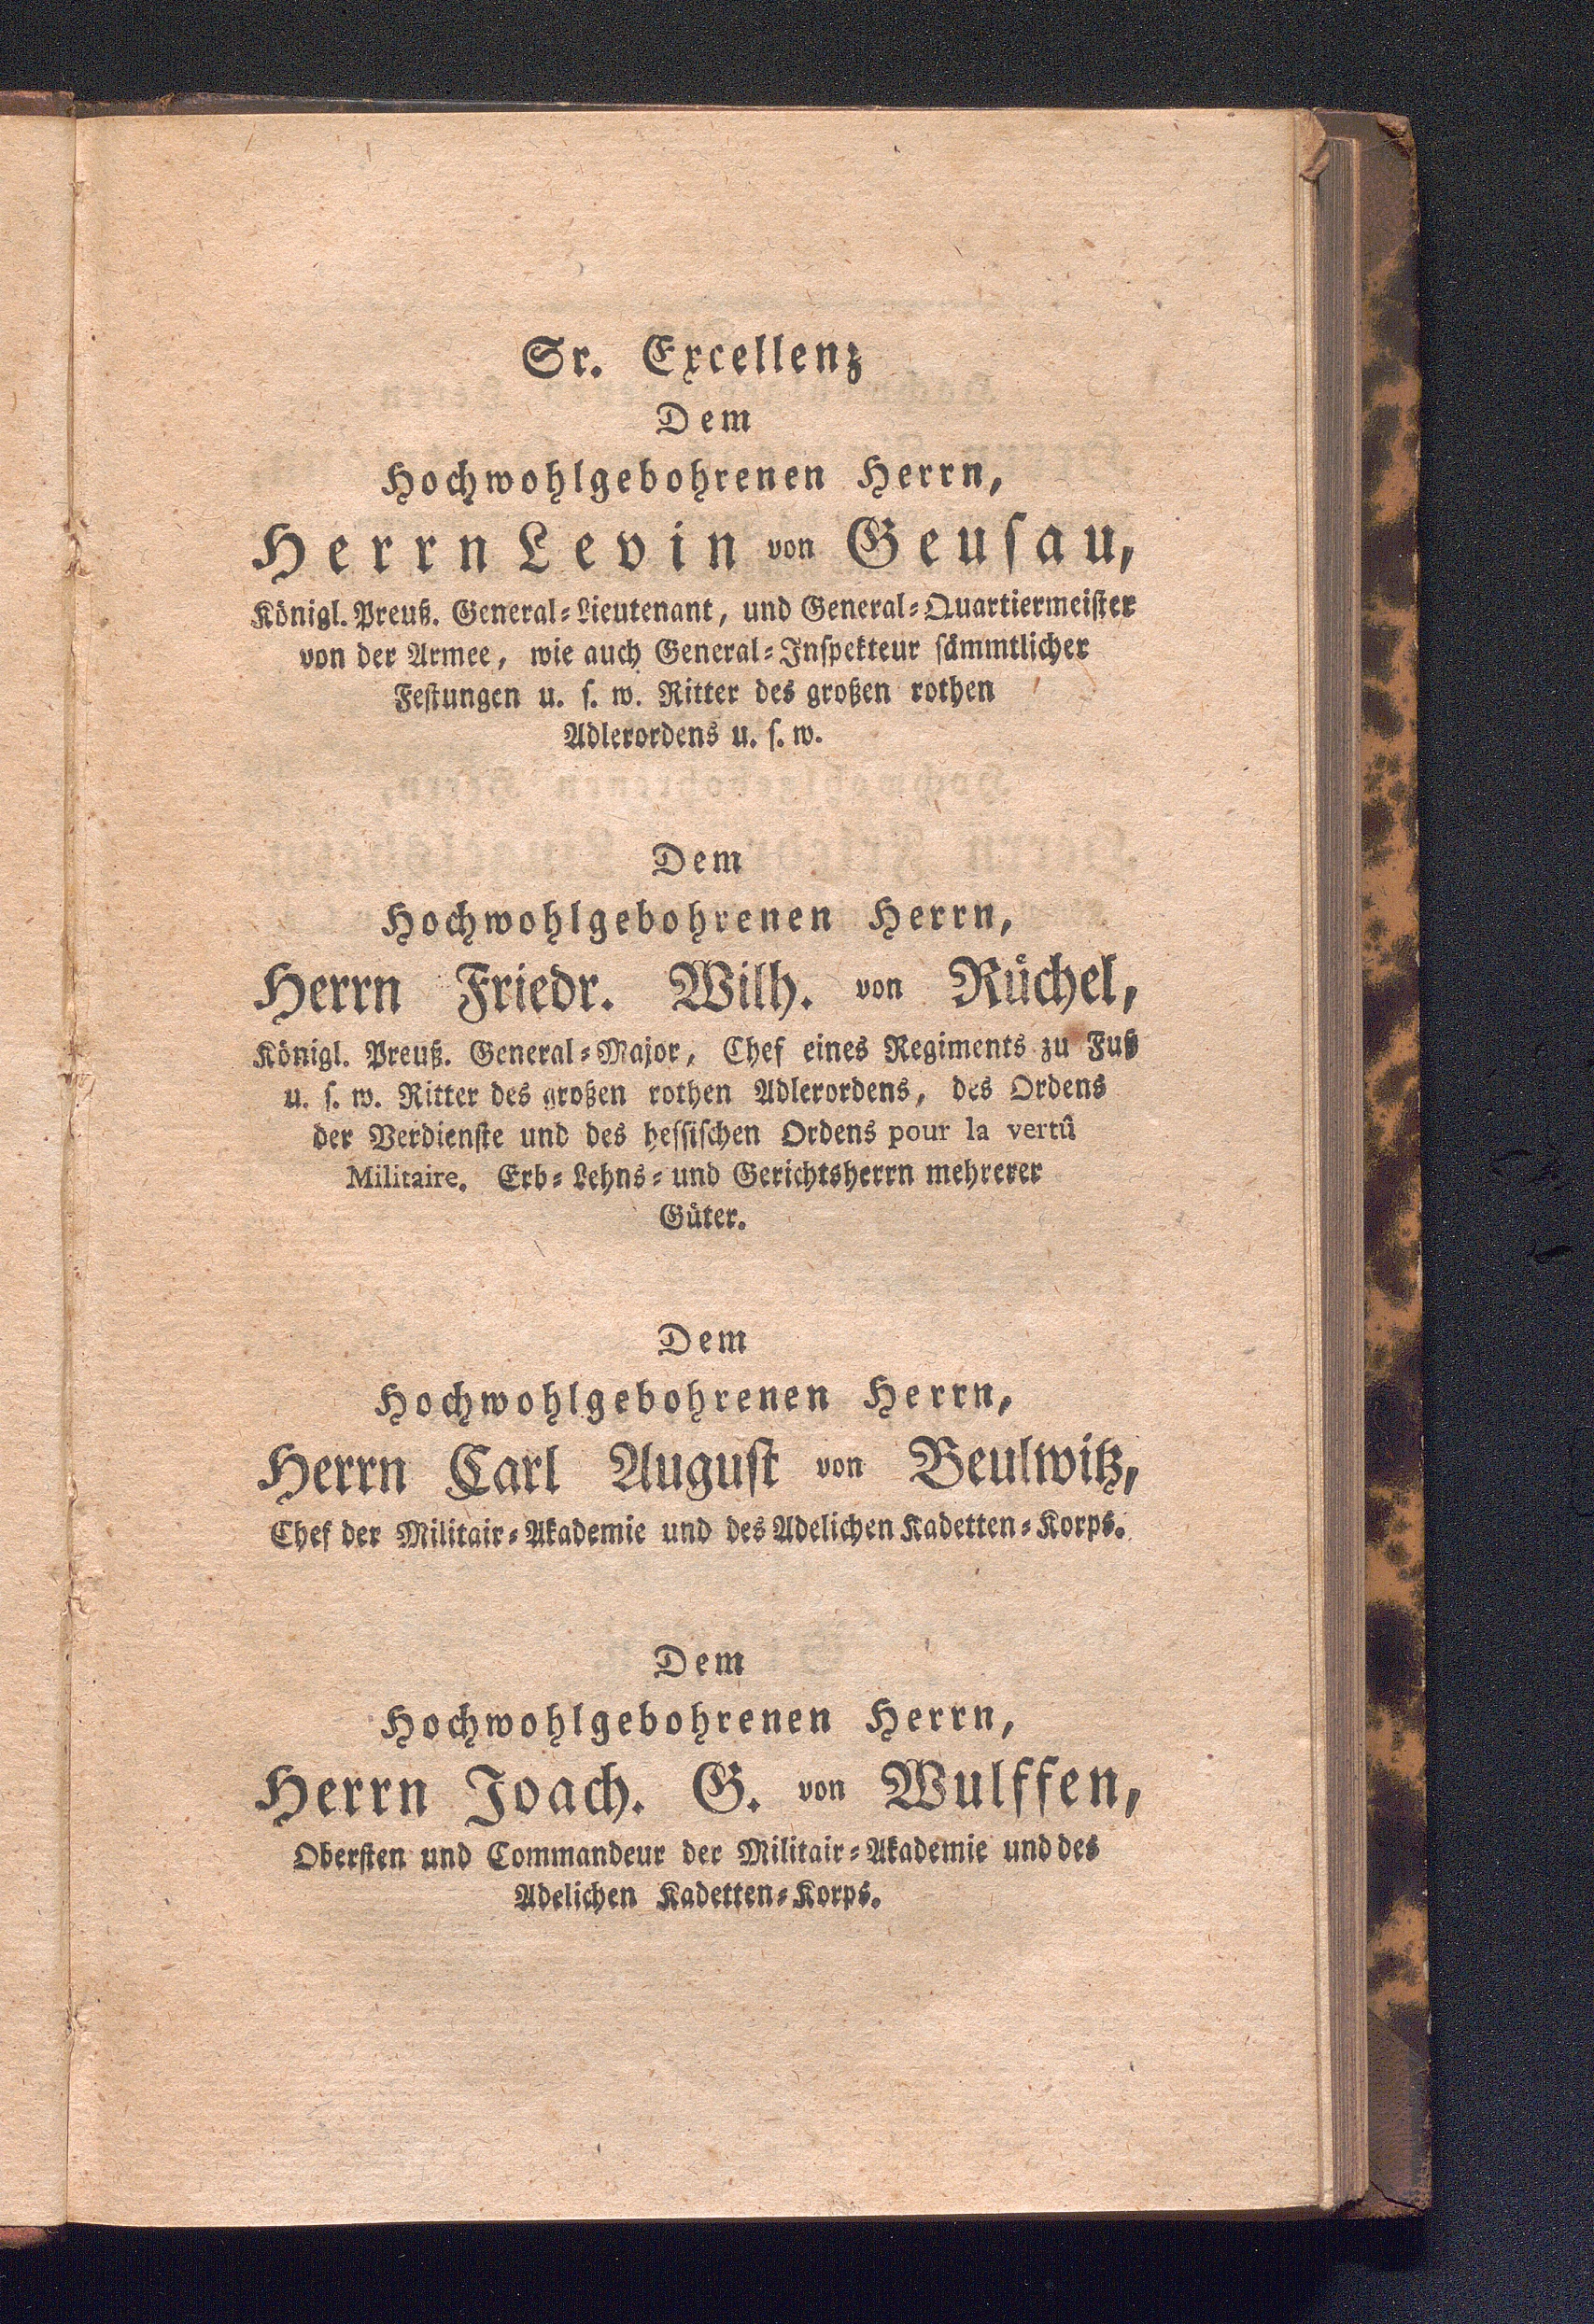 Sr. Excellenz
Dem
Hochwohlgebohrenen Herrn,
Herrn Levin von Geuſau,
Königl. Preuß. General-Lieutenant, und General-Quartiermeiſter
von der Armee, wie auch General-Inſpekteur ſämmtlicher
Feſtungen u. ſ. w. Ritter des großen rothen
Adlerordens u. ſ. w.
Dem
Hochwohlgebohrenen Herrn,
Herrn Friedr. Wilh. von Rüchel,
Königl. Preuß. General-Major, Chef eines Regiments zu Fuß
u. ſ. w. Ritter des großen rothen Adlerordens, des Ordens
der Verdienſte und des heſſiſchen Ordens pour la vertû
Militaire. Erb-Lehns-und Gerichtsherrn mehrerer
Güter.
Dem
Hochwohlgebohrenen Herrn,
Herrn Carl Auguſt von Beulwitz,
Chef der Militair-Akademie und des Adelichen Kadetten-Korps.
Dem
Hochwohlgebohrenen Herrn,
Herrn Joach. G. von Wulffen,
Oberſten und Commandeur der Militair-Akademie und des
Adelichen Kadetten-Korps.